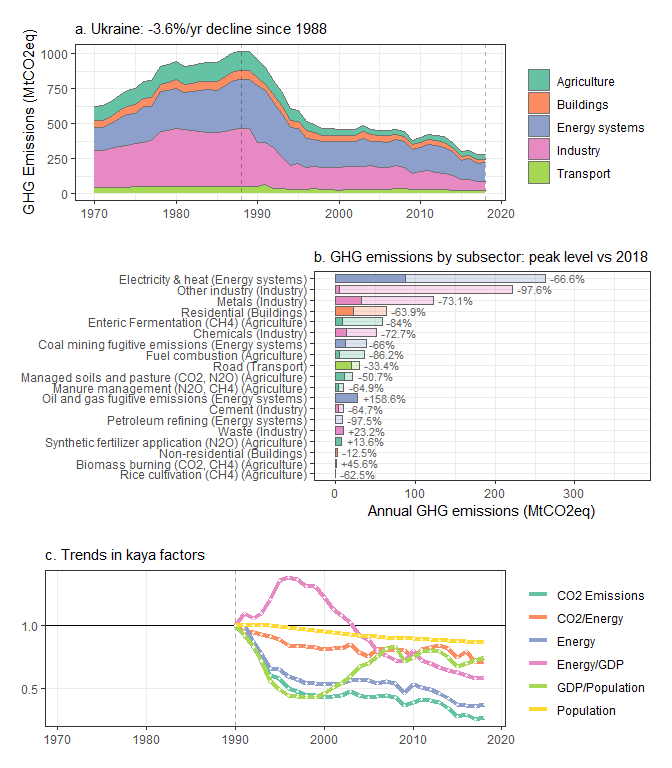 a. Ukraine: -3.6%/yr decline since 1988
GHG Emissions (MtCO2eq)
1000
750
500
250
0
1970
1980
1990
2000
2010
2020
Agriculture
Buildings
Energy systems
Industry
Transport
b. GHG emissions by subsector: peak level vs 2018
Electricity & heat (Energy systems) -66.6%
Other industry (Industry) -97.6%
Metals (Industry) -73.1%
Residential (Buildings) -63.9%
Enteric Fermentation (CH4) (Agriculture) -84%
Chemicals (Industry) -72.7%
Coal mining fugitive emissions (Energy systems) -66%
Fuel combustion (Agriculture) -86.2%
Road (Transport) -33.4%
Managed soils and pasture (CO2, N2O) (Agriculture) -50.7%
Manure management (N2O, CH4) (Agriculture) -64.9%
Oil and gas fugitive emissions (Energy systems) +158.6%
Cement (Industry) -64.7%
Petroleum refining (Energy systems) -97.5%
Waste (Industry) +23.2%
Synthetic fertilizer application (N2O) (Agriculture) +13.6%
Non-residential (Buildings) -12.5%
Biomass burning (CO2, CH4) (Agriculture) +45.6%
Rice cultivation (CH4) (Agriculture) -62.5%
0
100
200
300
Annual GHG emissions (MtCO2eq)
c. Trends in kaya factors
1.0
0.5
1970
1980
1990
2000
2010
2020
CO2 Emissions
CO2/Energy
Energy
Energy/GDP
GDP/Population
Population